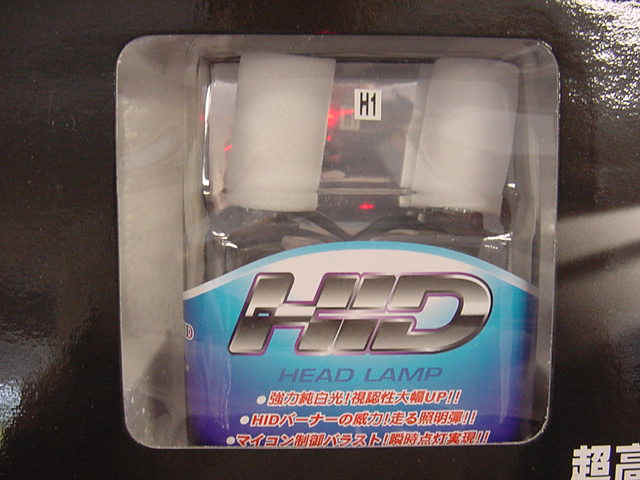 H1
HID
HEAD LAMP
●強力純白光!視認性大幅UP!!
●HIDバーナーの威力!走る照明弾!!
●マイコン制御バラスト!瞬時点灯実現!!
超高